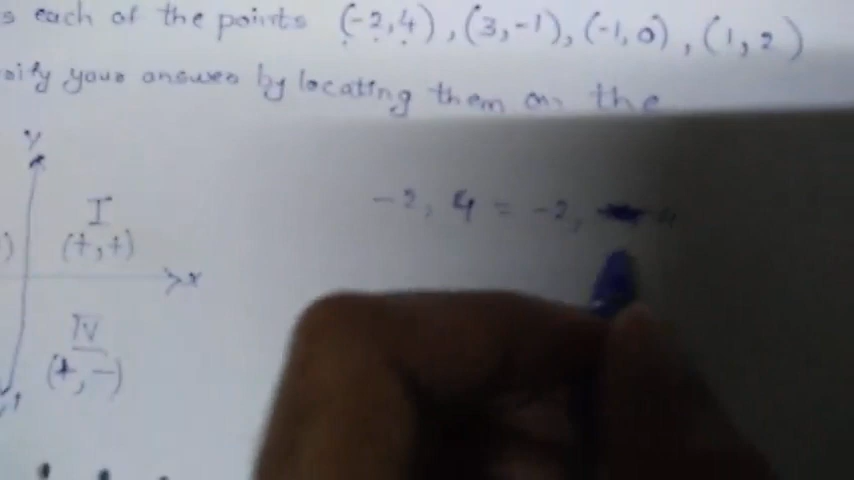 s each of the points (-2,4), (3,-1), (-1,0), (1,2)
your answer by locating them on the
Y
I
-2, 4 = -2,
) (+,+)
X
IV
(+,-)